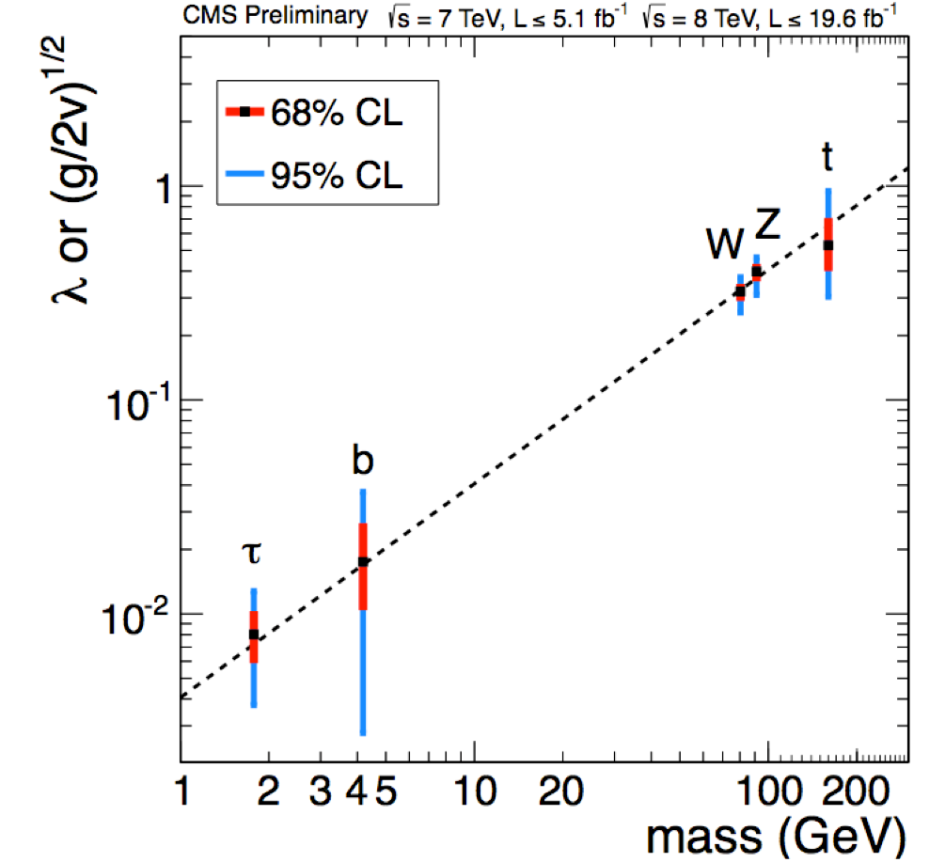 CMS Preliminary √s = 7 TeV, L ≤ 5.1 fb⁻¹ √s = 8 TeV, L ≤ 19.6 fb⁻¹
λ or (g/2v)^1/2
68% CL
95% CL
t
W Z
b
τ
1
10⁻¹
10⁻²
1 2 3 4 5 10 20 100 200
mass (GeV)